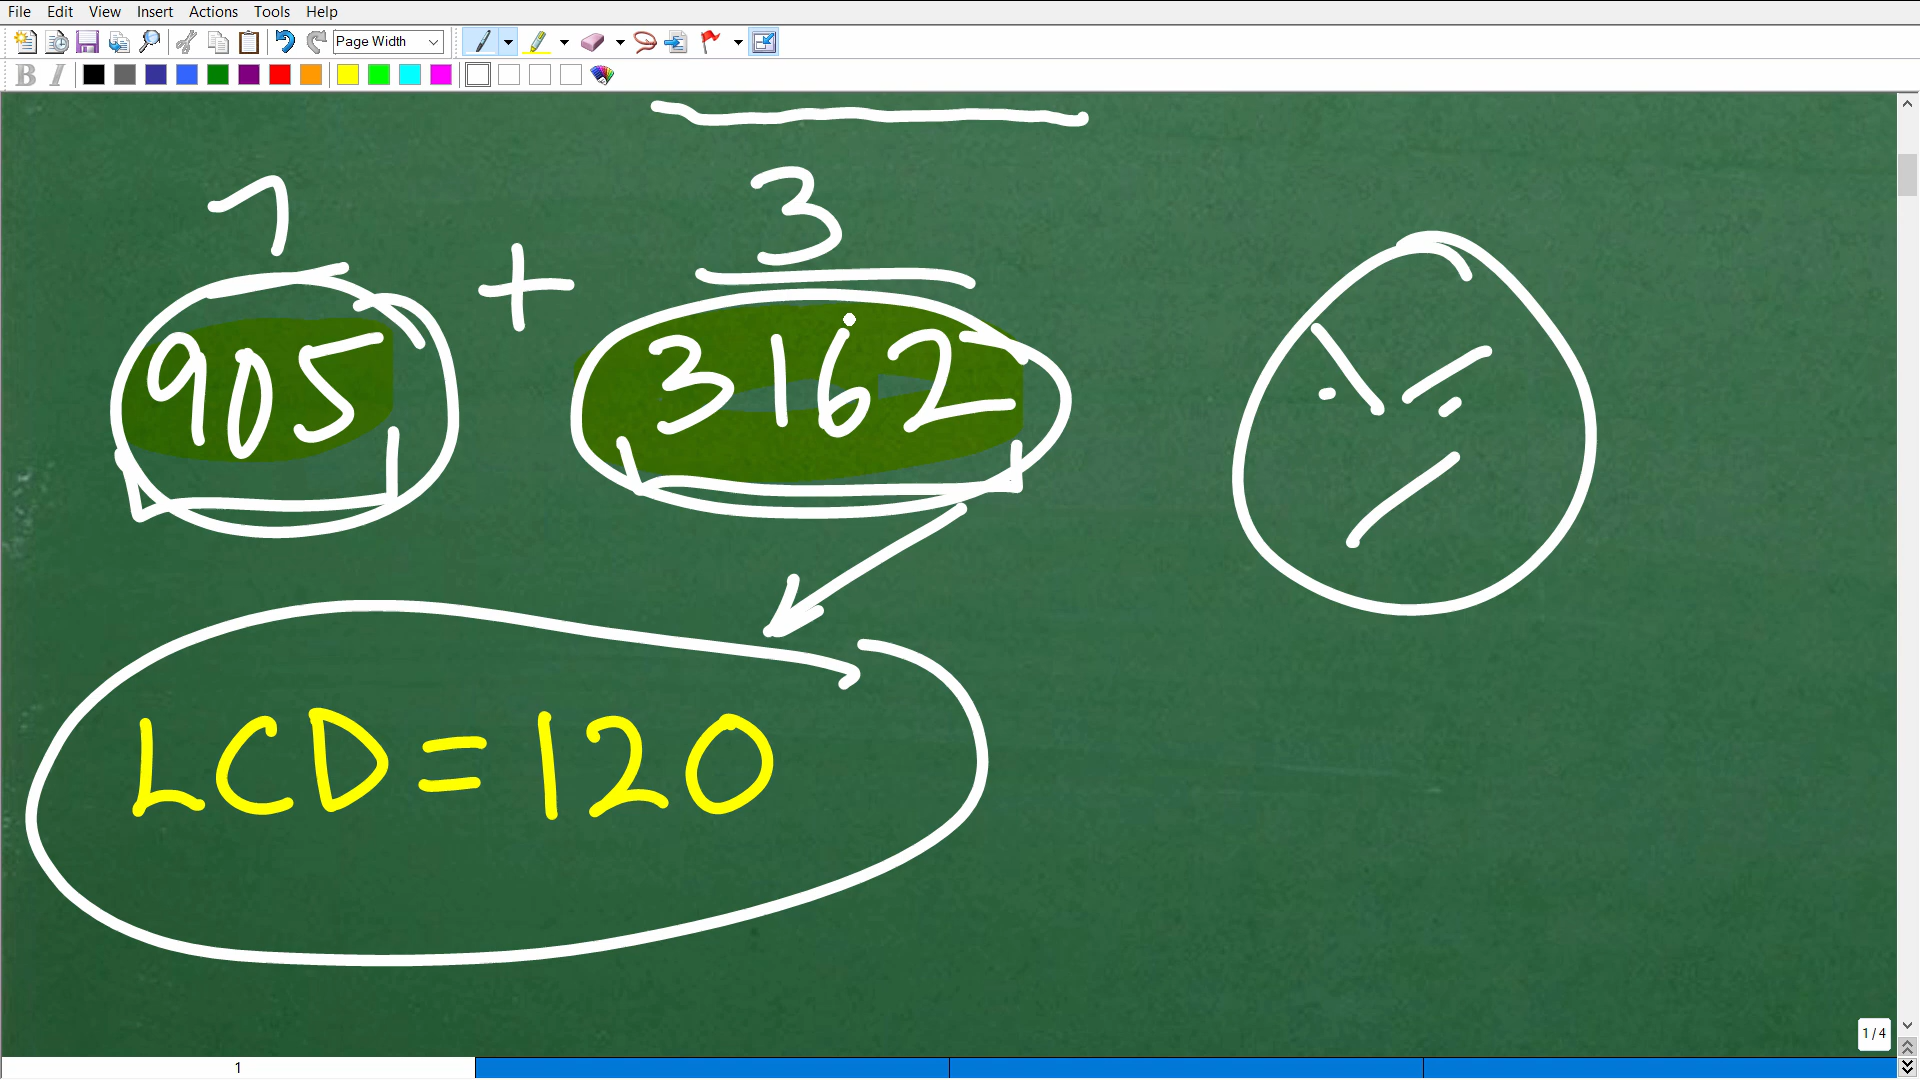 File Edit View Insert Actions Tools Help
Page Width
B I
7 + 3
905 3162
LCD = 120
1 / 4
1